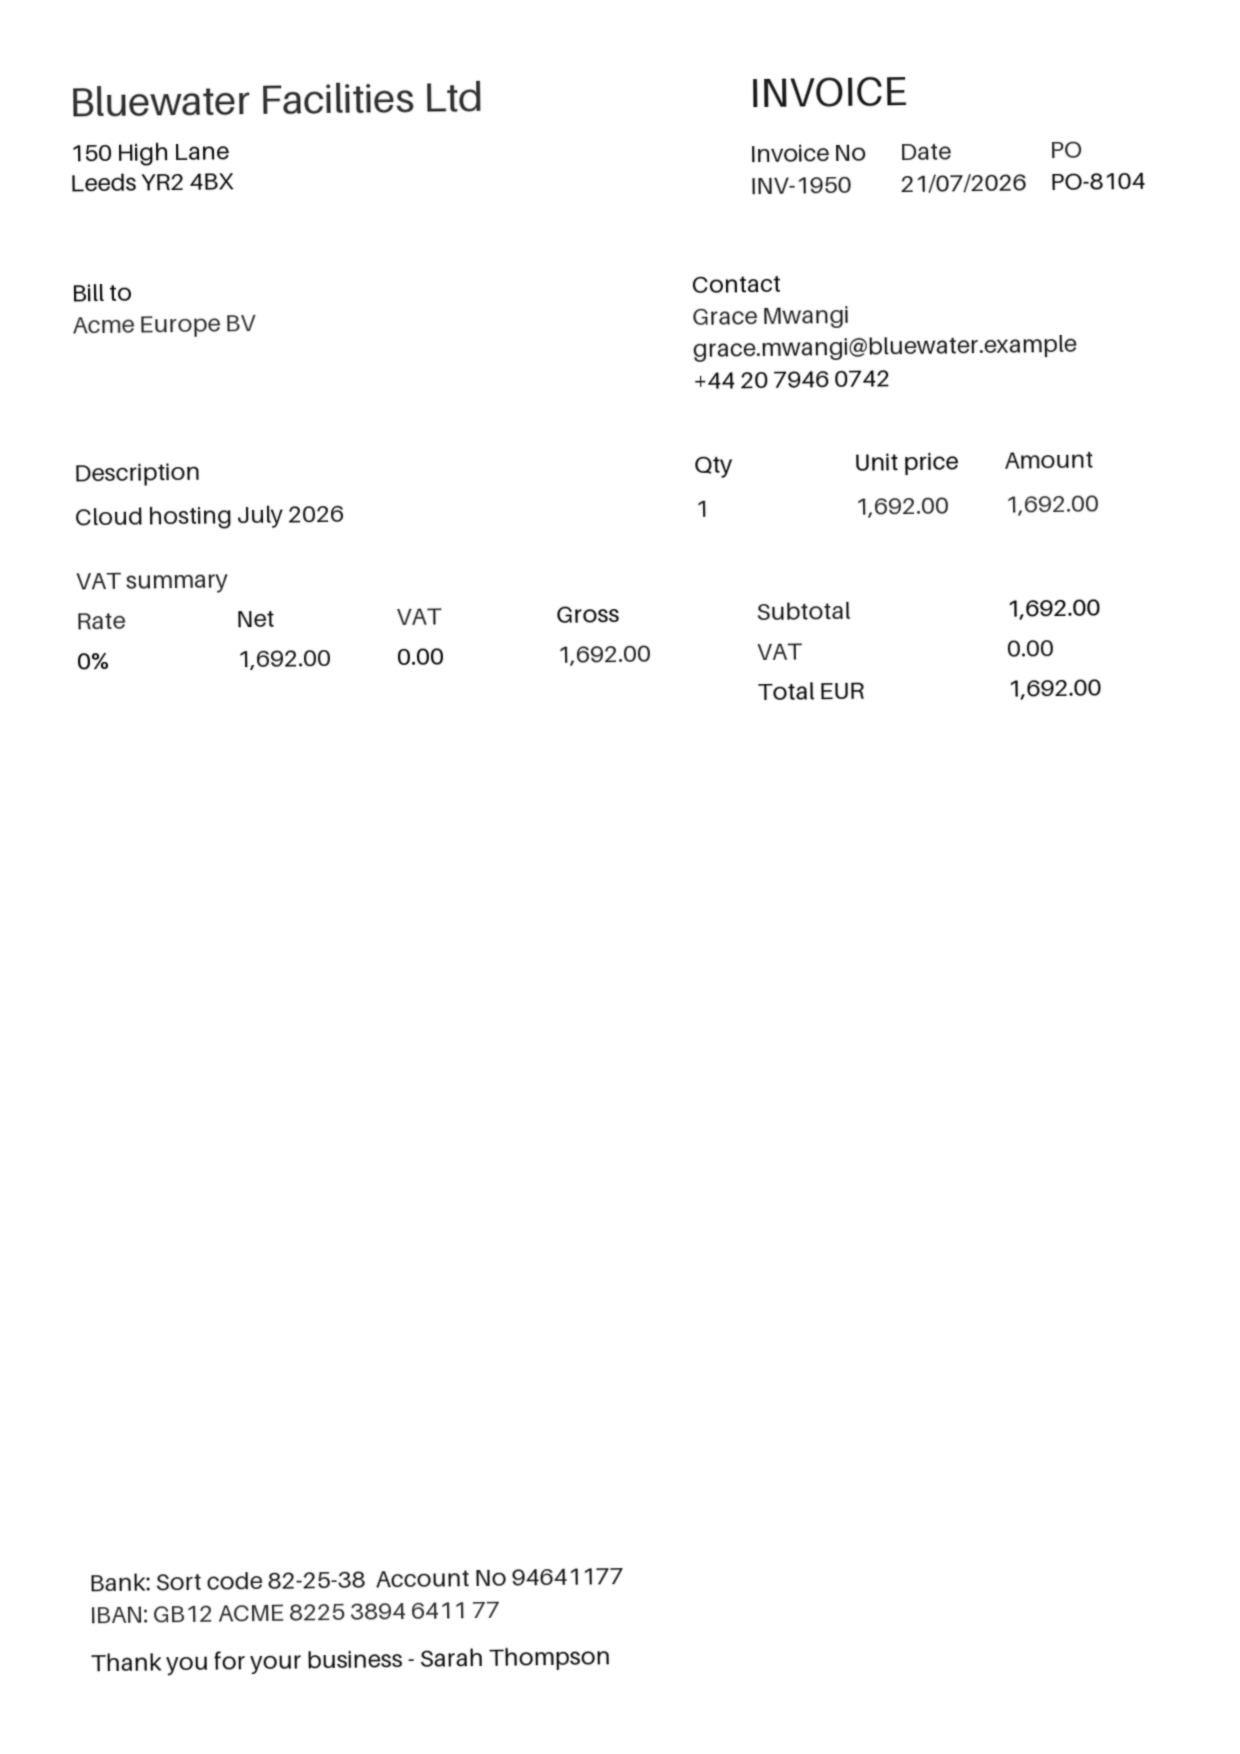 Bluewater Facilities Ltd
150 High Lane
Leeds YR2 4BX
INVOICE
Invoice No Date PO
INV-1950 21/07/2026 PO-8104
Bill to
Acme Europe BV
Contact
Grace Mwangi
grace.mwangi@bluewater.example
+44 20 7946 0742
Description Qty Unit price Amount
Cloud hosting July 2026 1 1,692.00 1,692.00
VAT summary
Rate Net VAT Gross
0% 1,692.00 0.00 1,692.00
Subtotal 1,692.00
VAT 0.00
Total EUR 1,692.00
Bank: Sort code 82-25-38 Account No 94641177
IBAN: GB12 ACME 8225 3894 6411 77
Thank you for your business - Sarah Thompson